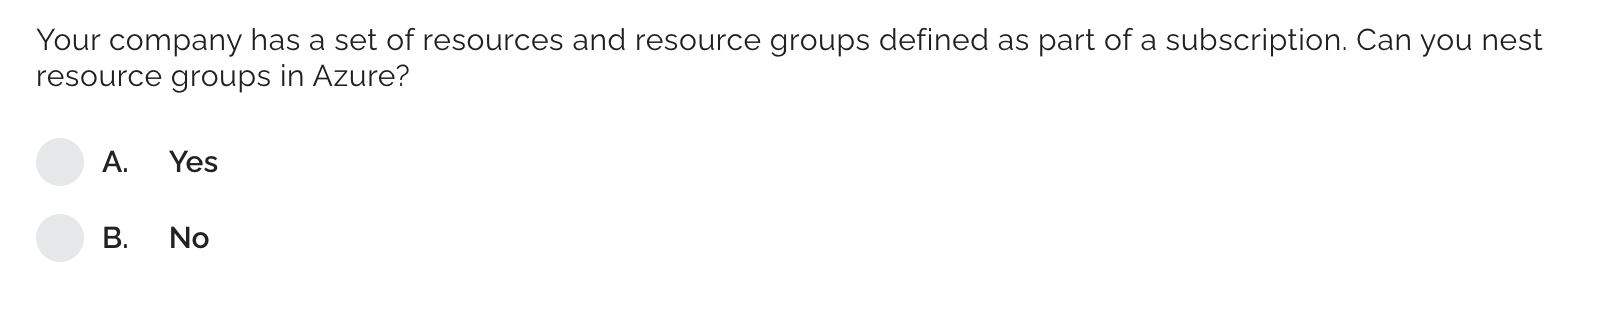 Your company has a set of resources and resource groups defined as part of a subscription. Can you nest
resource groups in Azure?
A. Yes
B. No